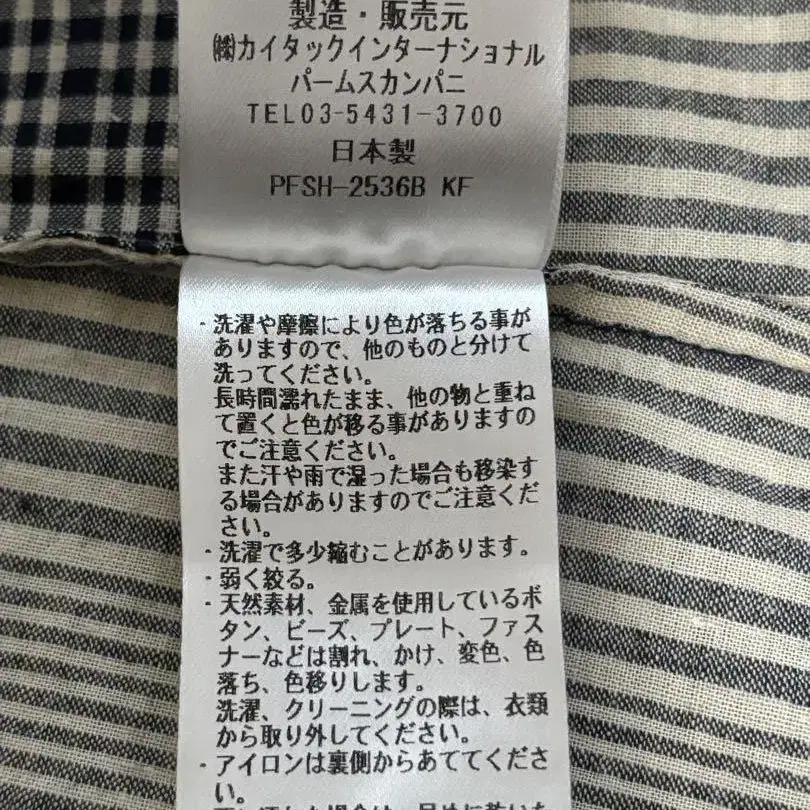 製造・販売元
㈱カイタックインターナショナル
パームスカンパニ
TEL03-5431-3700
日本製
PFSH-2536B KF
・洗濯や摩擦により色が落ちる事が
ありますので、他のものと分けて
洗ってください。
長時間濡れたまま、他の物と重ね
て置くと色が移る事がありますの
でご注意ください。
また汗や雨で湿った場合も移染す
る場合がありますのでご注意くだ
さい。
・洗濯で多少縮むことがあります。
・弱く絞る。
・天然素材、金属を使用しているボ
タン、ビーズ、プレート、ファス
ナーなどは割れ、かけ、変色、色
落ち、色移りします。
洗濯、クリーニングの際は、衣類
から取り外してください。
・アイロンは裏側からあててくださ
い。